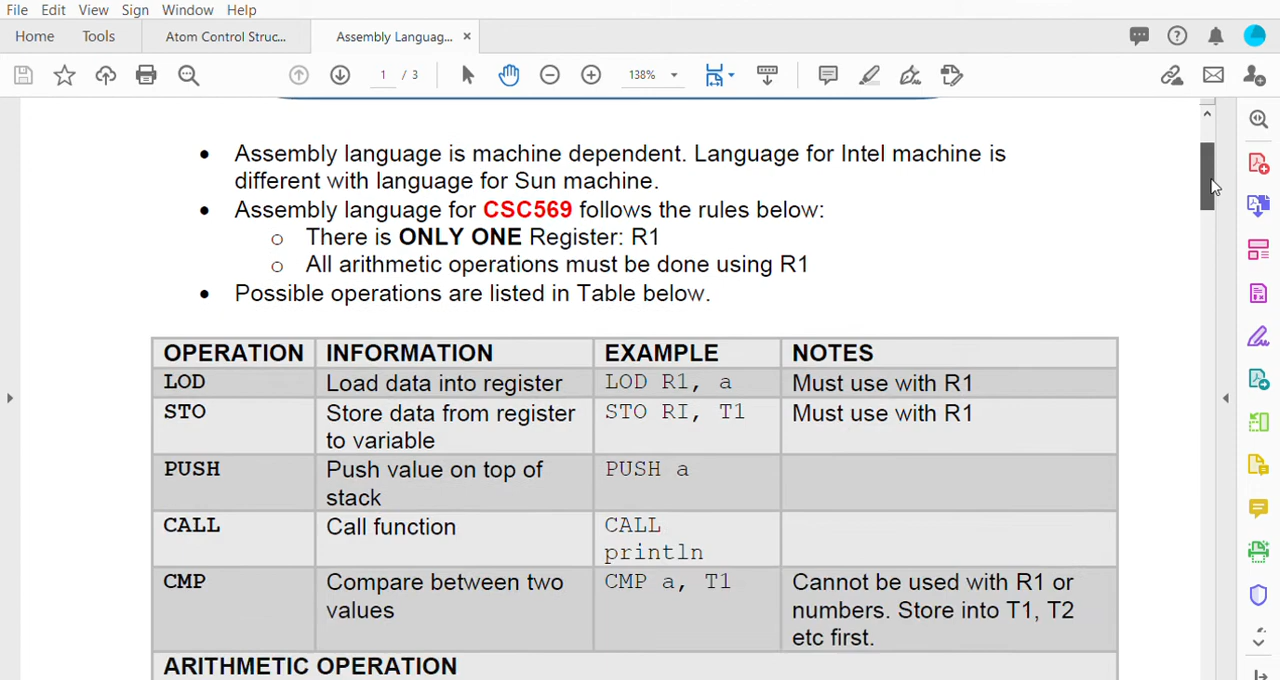 File Edit View Sign Window Help
Home Tools Atom Control Struc... Assembly Languag... ×
1 / 3 138%
• Assembly language is machine dependent. Language for Intel machine is
different with language for Sun machine.
• Assembly language for CSC569 follows the rules below:
o There is ONLY ONE Register: R1
o All arithmetic operations must be done using R1
• Possible operations are listed in Table below.
OPERATION INFORMATION EXAMPLE NOTES
LOD Load data into register LOD R1, a Must use with R1
STO Store data from register STO RI, T1 Must use with R1
to variable
PUSH Push value on top of PUSH a
stack
CALL Call function CALL
println
CMP Compare between two CMP a, T1 Cannot be used with R1 or
values numbers. Store into T1, T2
etc first.
ARITHMETIC OPERATION